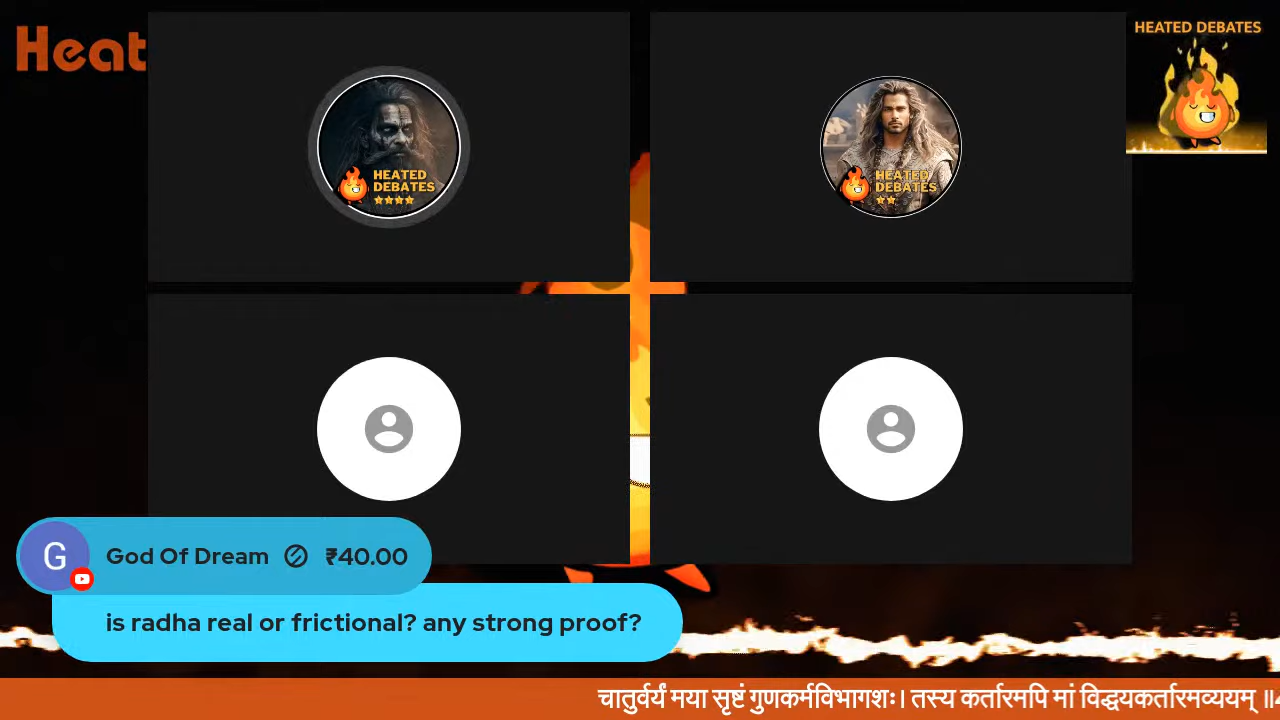 Heat
HEATED DEBATES
HEATED
DEBATES
HEATED
DEBATES
G
God Of Dream ₹40.00
is radha real or frictional? any strong proof?
चातुर्वर्यं मया सृष्टं गुणकर्मविभागशः। तस्य कर्तारमपि मां विद्धयकर्तारमव्ययम् ॥